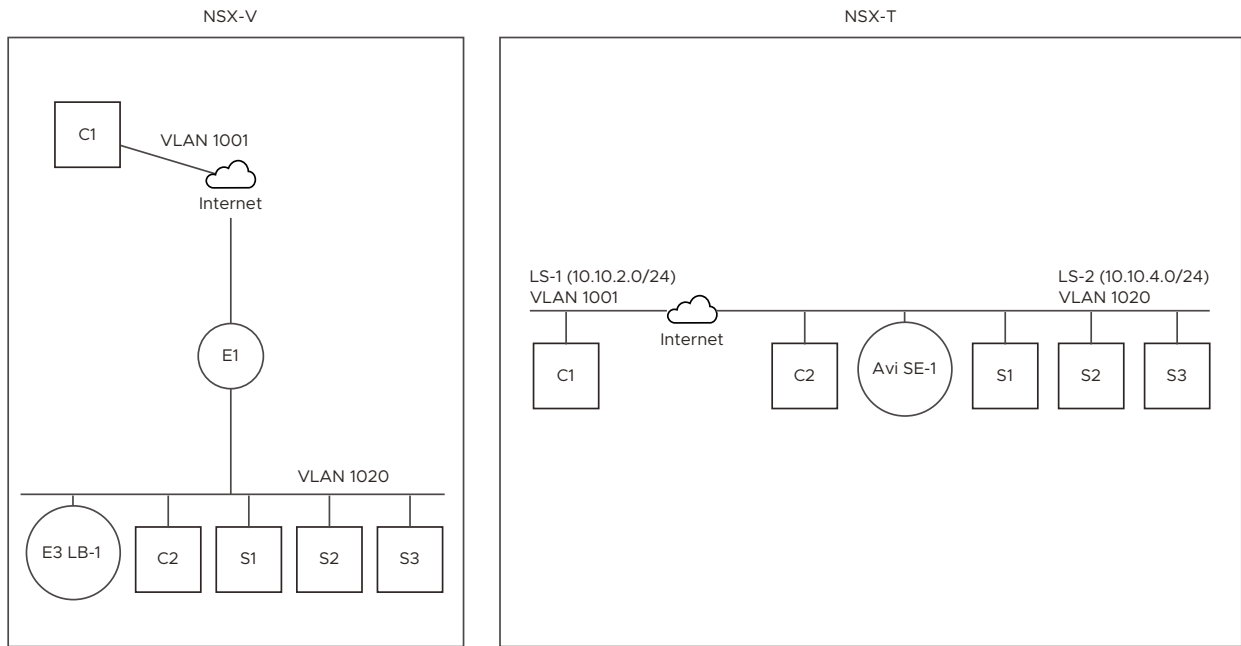 NSX-V
C1
VLAN 1001
Internet
E1
VLAN 1020
E3 LB-1
C2
S1
S2
S3
NSX-T
LS-1 (10.10.2.0/24)
VLAN 1001
LS-2 (10.10.4.0/24)
VLAN 1020
Internet
C1
C2
Avi SE-1
S1
S2
S3